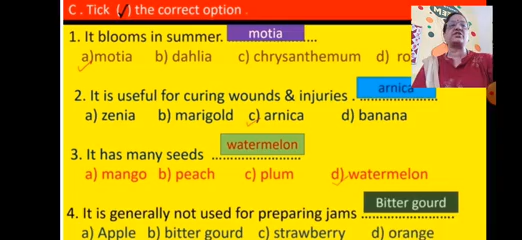 C . Tick (✓) the correct option .
1. It blooms in summer. motia ....
a)motia b) dahlia c) chrysanthemum d) ro
2. It is useful for curing wounds & injuries . arnica
a) zenia b) marigold c) arnica d) banana
3. It has many seeds watermelon
a) mango b) peach c) plum d) watermelon
4. It is generally not used for preparing jams Bitter gourd
a) Apple b) bitter gourd c) strawberry d) orange